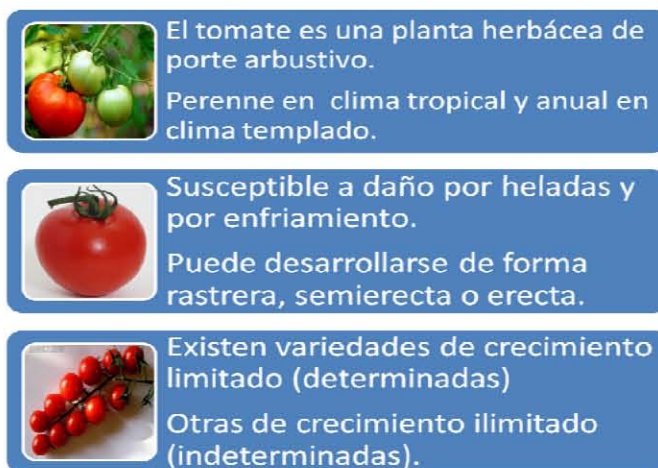 El tomate es una planta herbácea de
porte arbustivo.
Perenne en clima tropical y anual en
clima templado.
Susceptible a daño por heladas y
por enfriamiento.
Puede desarrollarse de forma
rastrera, semierecta o erecta.
Existen variedades de crecimiento
limitado (determinadas)
Otras de crecimiento ilimitado
(indeterminadas).